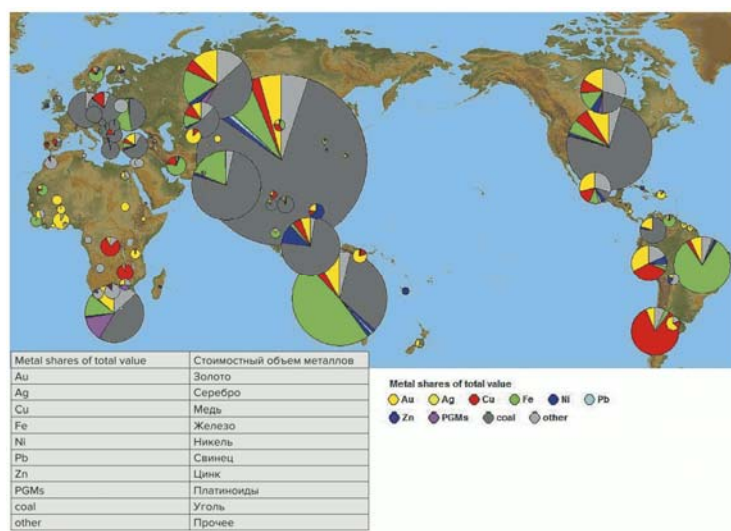 Metal shares of total value Стоимостный объем металлов
Au Золото
Ag Серебро
Cu Медь
Fe Железо
Ni Никель
Pb Свинец
Zn Цинк
PGMs Платиноиды
coal Уголь
other Прочее
Metal shares of total value
Au Ag Cu Fe Ni Pb
Zn PGMs coal other